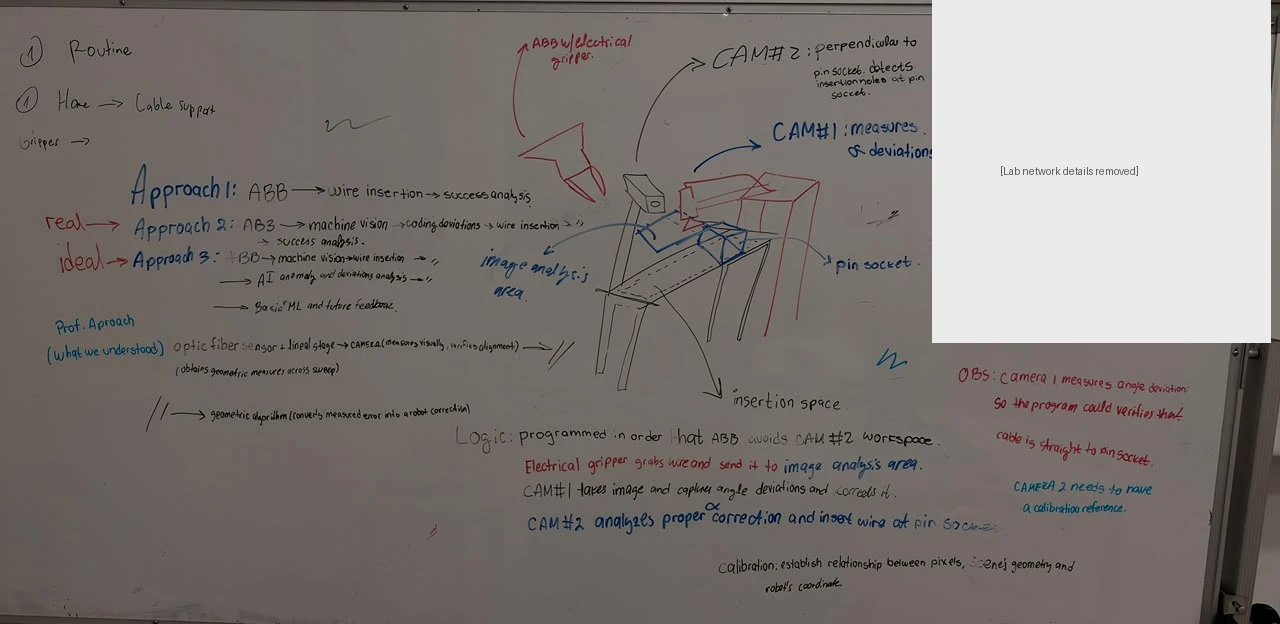 ① Routine
① Home → Cable support
Gripper →
ABB w/electrical
gripper.
CAM#2: perpendicular to
pin socket. detects
insertion holes at pin
socket.
CAM#1: measures
α deviations
Approach 1: ABB → wire insertion → success analysis
real → Approach 2: ABB → machine vision → coding deviations → wire insertion → "
→ success analysis.
ideal → Approach 3: ABB → machine vision → wire insertion → "
→ AI anomaly and deviations analysis → "
→ Basic ML and future feedback.
image analysis
area.
pin socket.
insertion space
Prof. Aproach
(what we understood) optic fiber sensor + lineal stage → CAMERA (measures visually, verifies alignment) → //
(obtains geometric measures across sweep)
// → geometric algorithm (converts measured error into a robot correction)
Logic: programmed in order that ABB avoids CAM #2 workspace.
Electrical gripper grabs wire and send it to image analysis area.
CAM#1 takes image and captures angle deviations and corrects it.
CAM#2 analyzes proper α correction and insert wire at pin socket
Calibration: establish relationship between pixels, scene's geometry and
robot's coordinate
OBS: Camera 1 measures angle deviation:
so the program could verifies that
cable is straight to pin socket.
CAMERA 2 needs to have
a calibration reference.
[Lab network details removed]